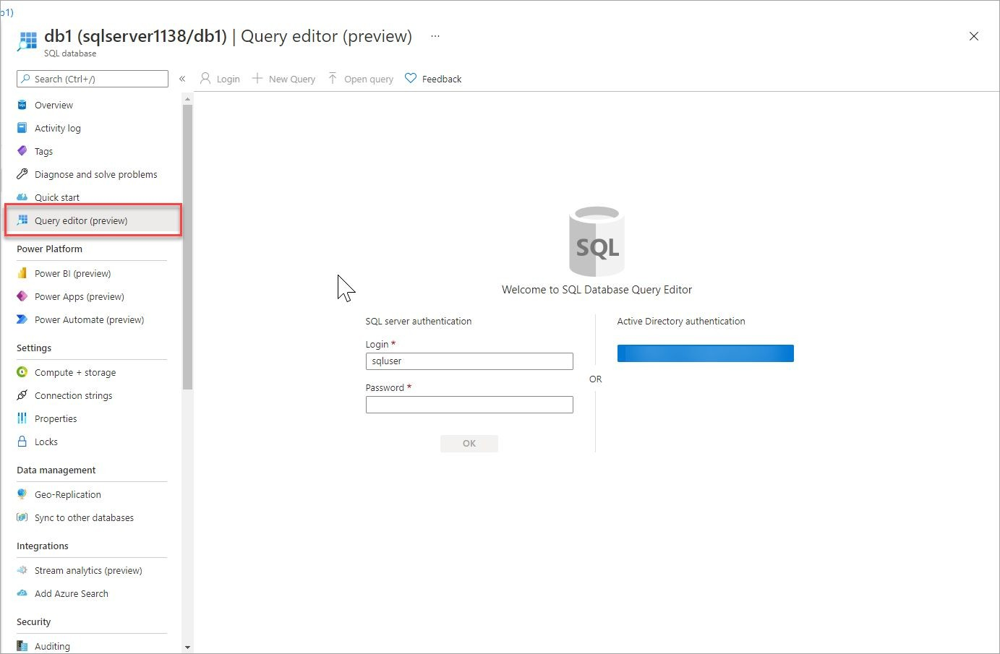 b1)
db1 (sqlserver1138/db1) | Query editor (preview) ...
SQL database
Search (Ctrl+/)
«
Login
New Query
Open query
Feedback
Overview
Activity log
Tags
Diagnose and solve problems
Quick start
Query editor (preview)
Power Platform
Power BI (preview)
Power Apps (preview)
Power Automate (preview)
Settings
Compute + storage
Connection strings
Properties
Locks
Data management
Geo-Replication
Sync to other databases
Integrations
Stream analytics (preview)
Add Azure Search
Security
Auditing
SQL
Welcome to SQL Database Query Editor
SQL server authentication
Login *
sqluser
Password *
OK
OR
Active Directory authentication